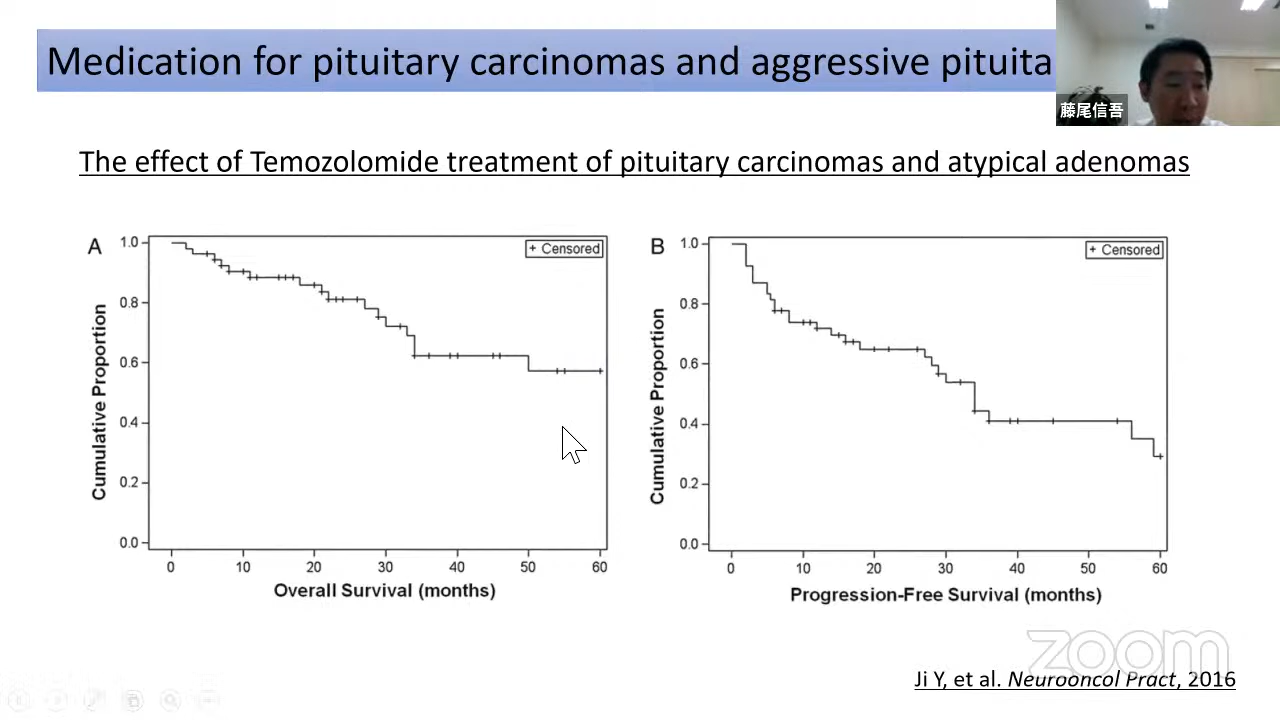 Medication for pituitary carcinomas and aggressive pituita
藤尾信吾
The effect of Temozolomide treatment of pituitary carcinomas and atypical adenomas
A
1.0
0.8
0.6
0.4
0.2
0.0
Cumulative Proportion
+ Censored
0 10 20 30 40 50 60
Overall Survival (months)
B
1.0
0.8
0.6
0.4
0.2
0.0
Cumulative Proportion
+ Censored
0 10 20 30 40 50 60
Progression-Free Survival (months)
zoom
Ji Y, et al. Neurooncol Pract, 2016